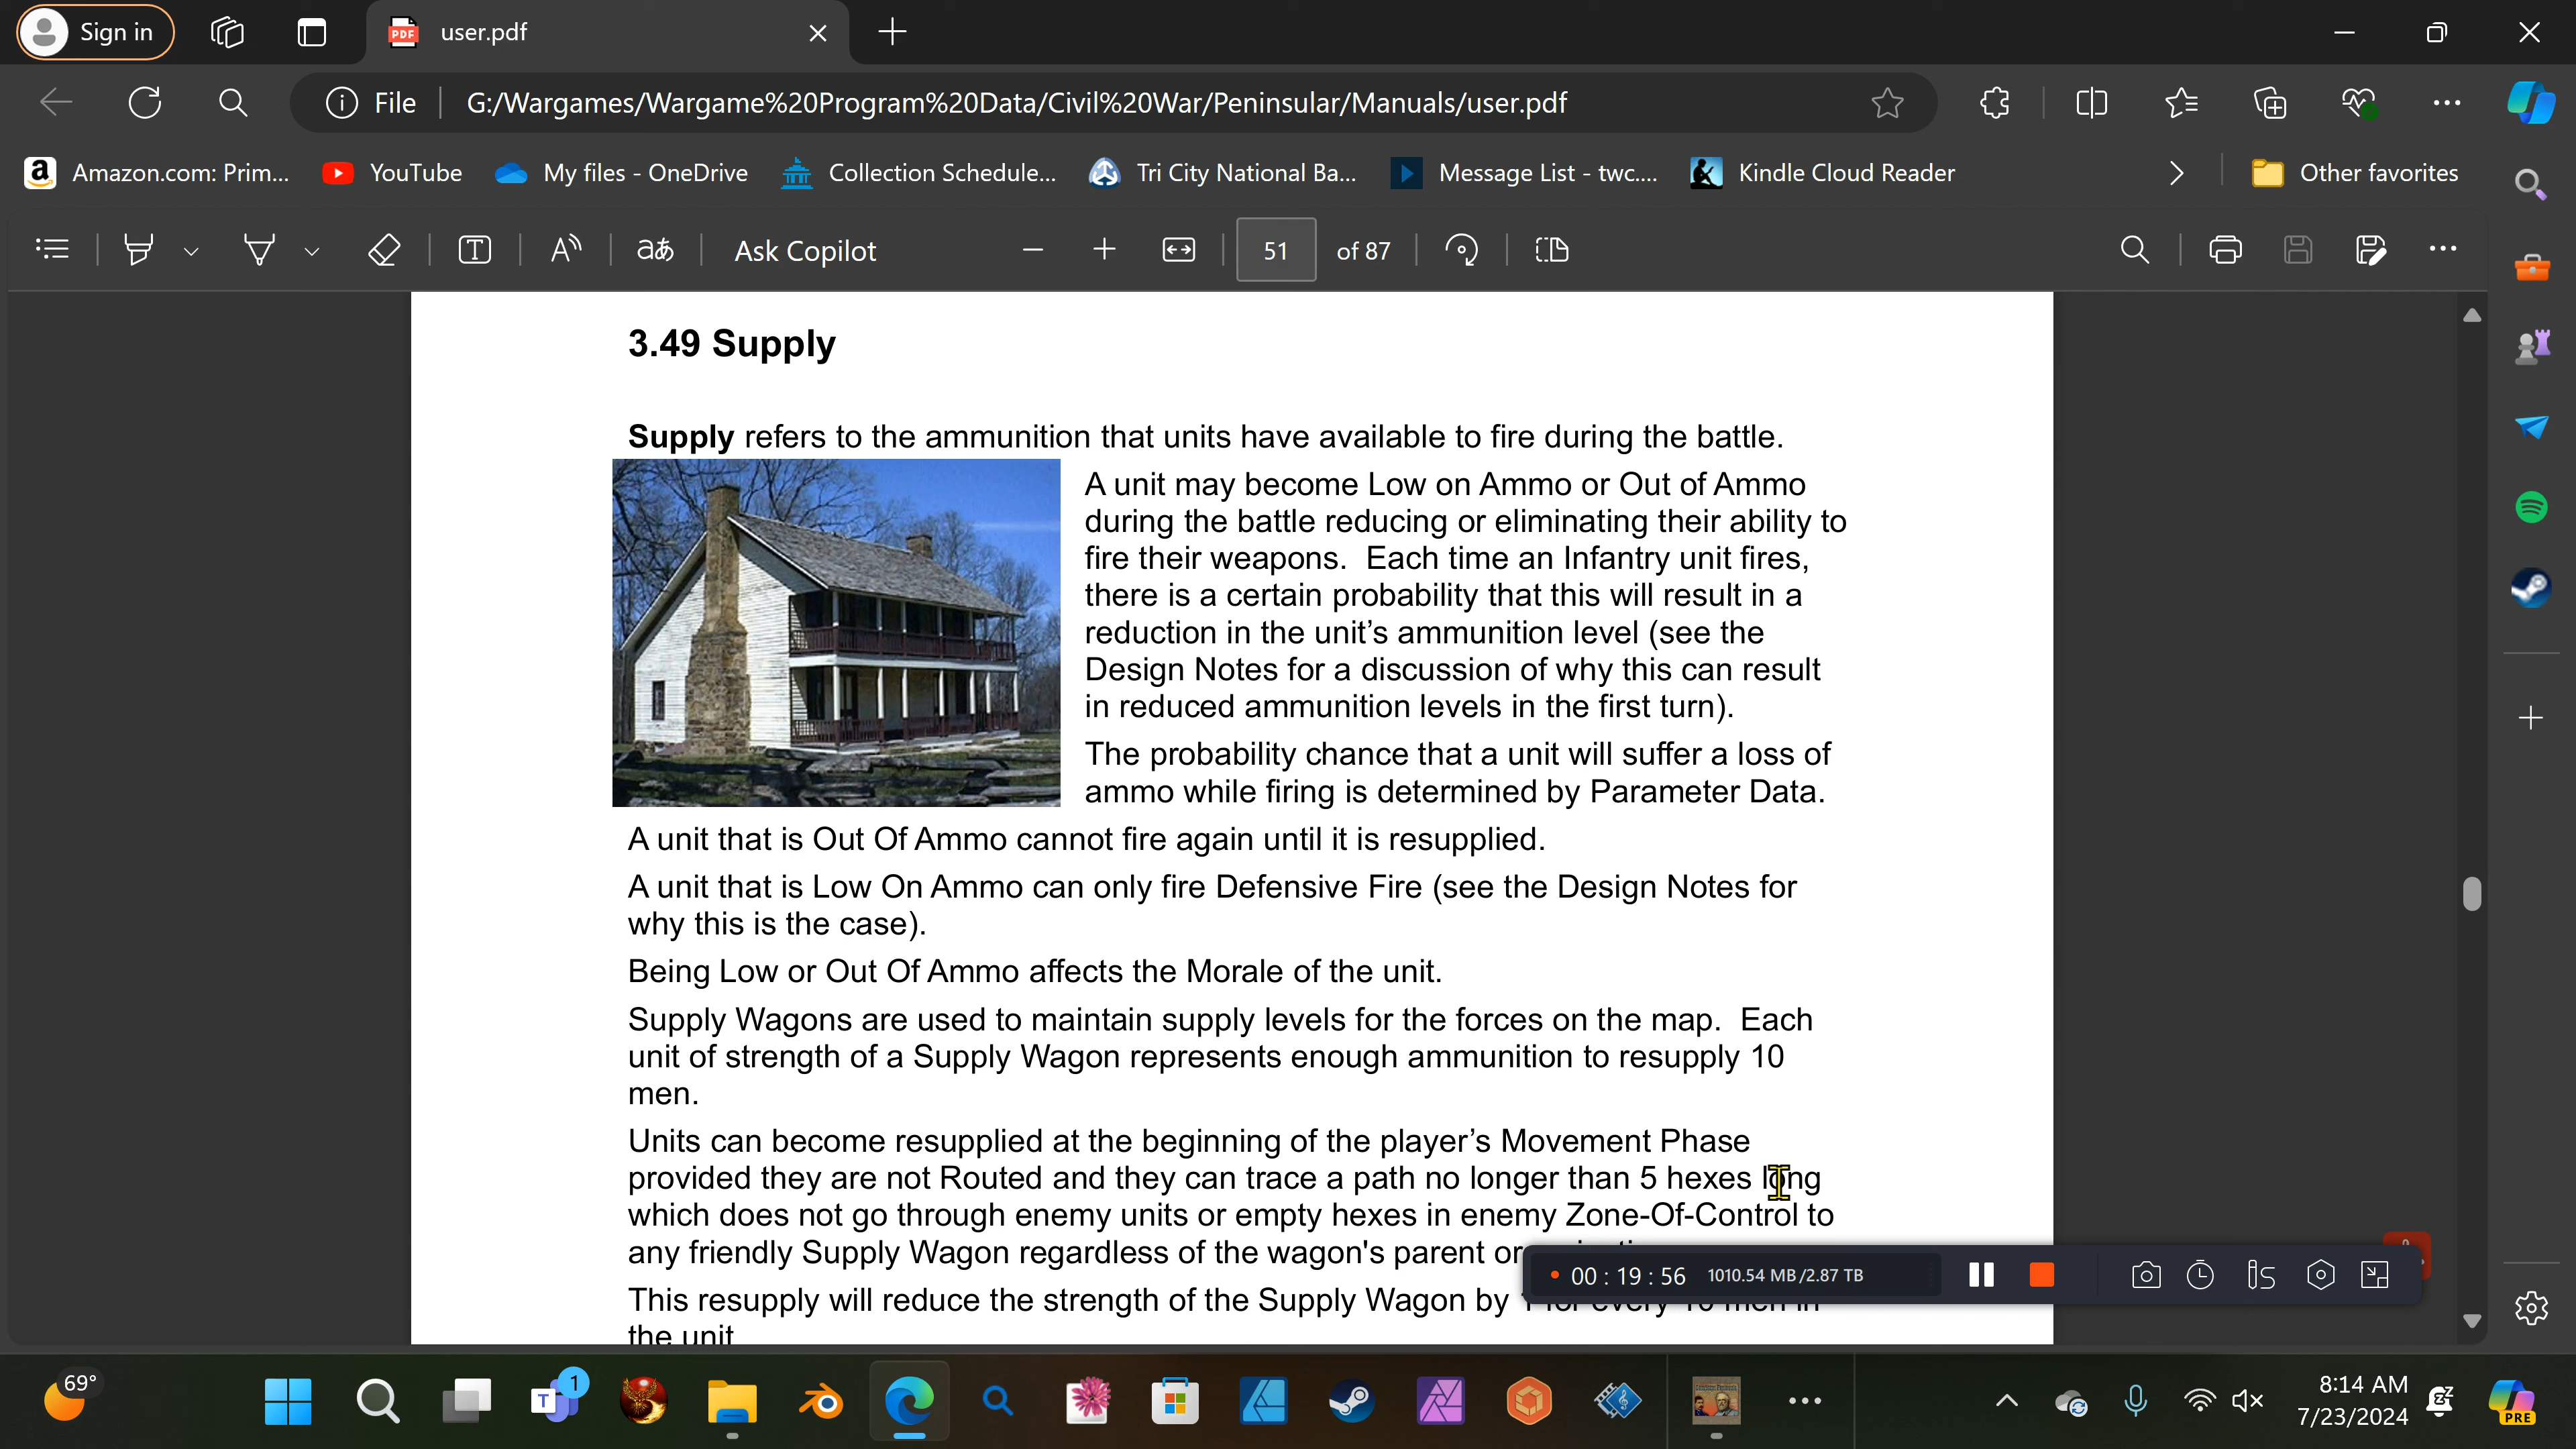 Sign in
user.pdf
File
G:/Wargames/Wargame%20Program%20Data/Civil%20War/Peninsular/Manuals/user.pdf
Amazon.com: Prim...
YouTube
My files - OneDrive
Collection Schedule...
Tri City National Ba...
Message List - twc....
Kindle Cloud Reader
Other favorites
Ask Copilot
51 of 87
3.49 Supply
Supply refers to the ammunition that units have available to fire during the battle.
A unit may become Low on Ammo or Out of Ammo
during the battle reducing or eliminating their ability to
fire their weapons. Each time an Infantry unit fires,
there is a certain probability that this will result in a
reduction in the unit's ammunition level (see the
Design Notes for a discussion of why this can result
in reduced ammunition levels in the first turn).
The probability chance that a unit will suffer a loss of
ammo while firing is determined by Parameter Data.
A unit that is Out Of Ammo cannot fire again until it is resupplied.
A unit that is Low On Ammo can only fire Defensive Fire (see the Design Notes for
why this is the case).
Being Low or Out Of Ammo affects the Morale of the unit.
Supply Wagons are used to maintain supply levels for the forces on the map. Each
unit of strength of a Supply Wagon represents enough ammunition to resupply 10
men.
Units can become resupplied at the beginning of the player's Movement Phase
provided they are not Routed and they can trace a path no longer than 5 hexes long
which does not go through enemy units or empty hexes in enemy Zone-Of-Control to
any friendly Supply Wagon regardless of the wagon's parent
This resupply will reduce the strength of the Supply Wagon by 1 for every 10 men in
the unit
00 : 19 : 56 1010.54 MB/2.87 TB
69°
1
8:14 AM
7/23/2024
PRE